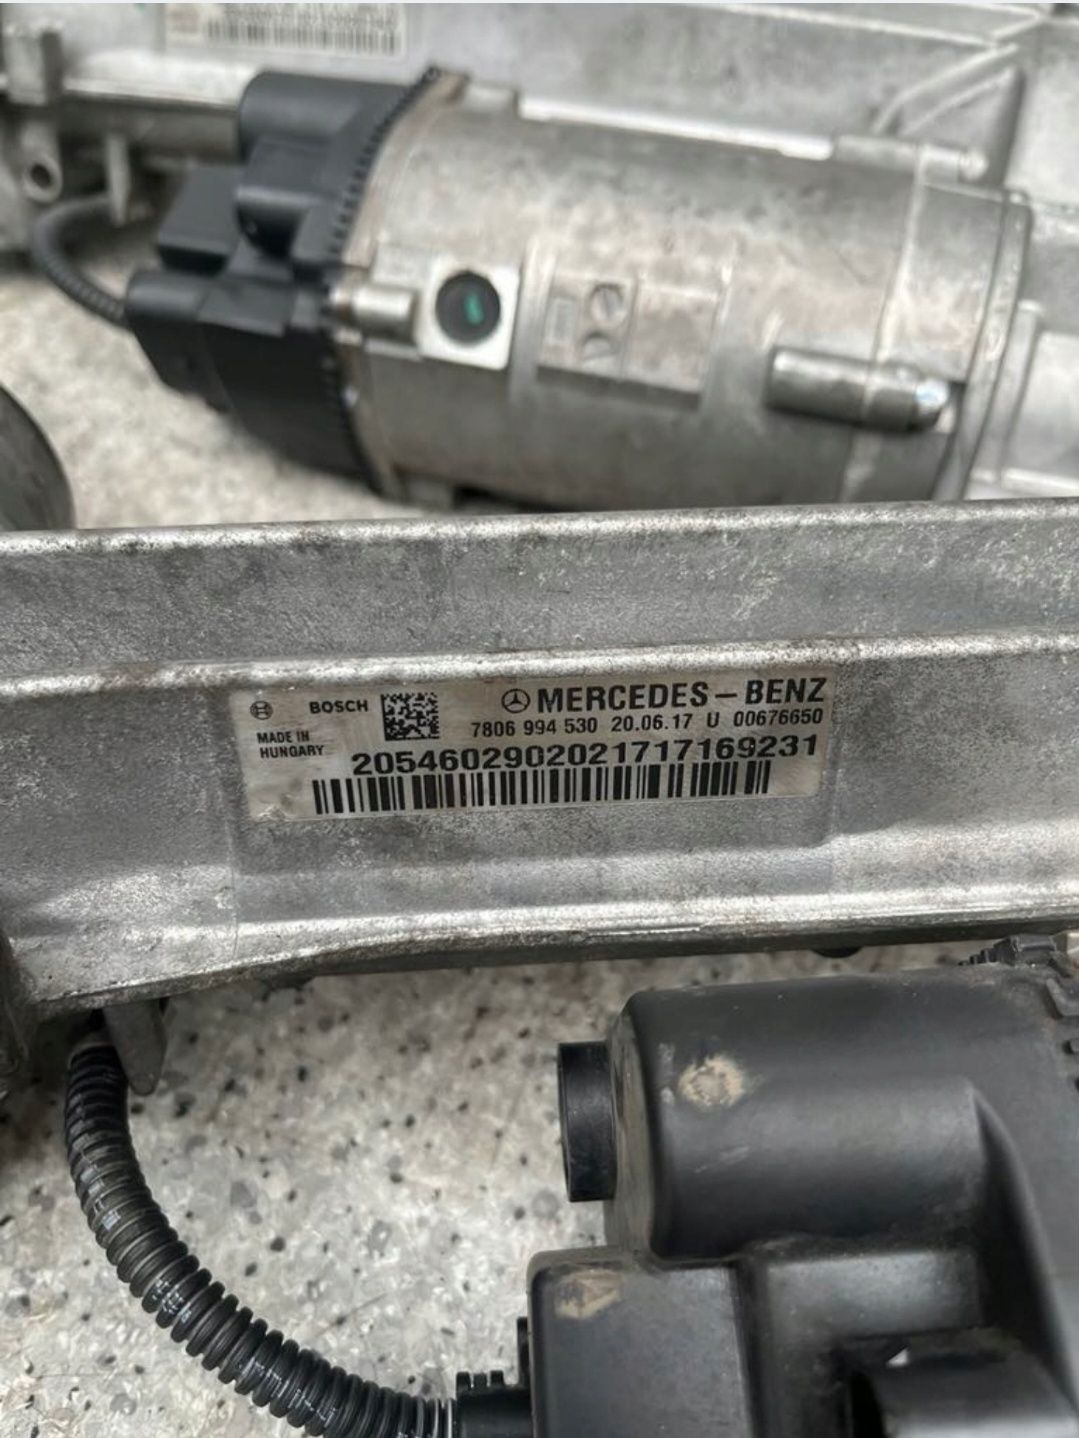 BOSCH
MERCEDES-BENZ
7806 994 530 20.06.17 U 00676650
MADE IN
HUNGARY
2054602902021717169231